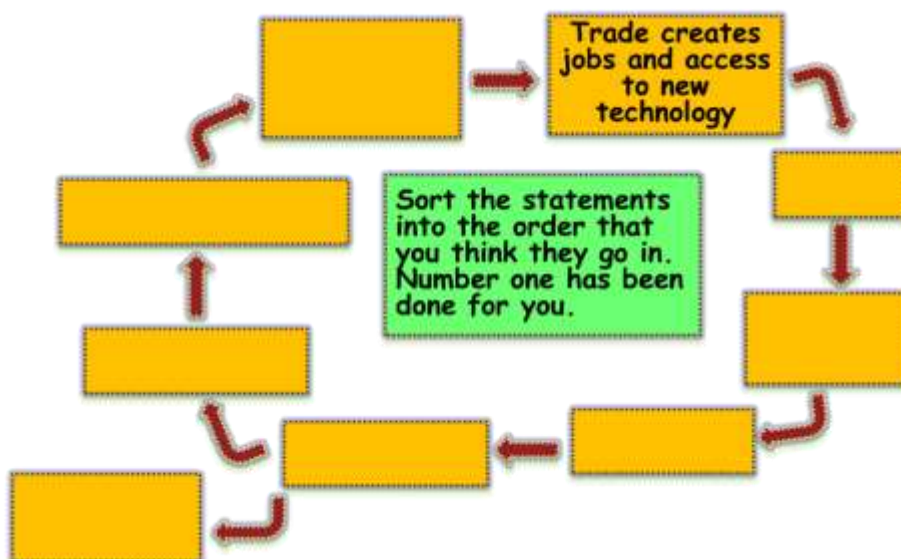 Trade creates
jobs and access
to new
technology
Sort the statements
into the order that
you think they go in.
Number one has been
done for you.